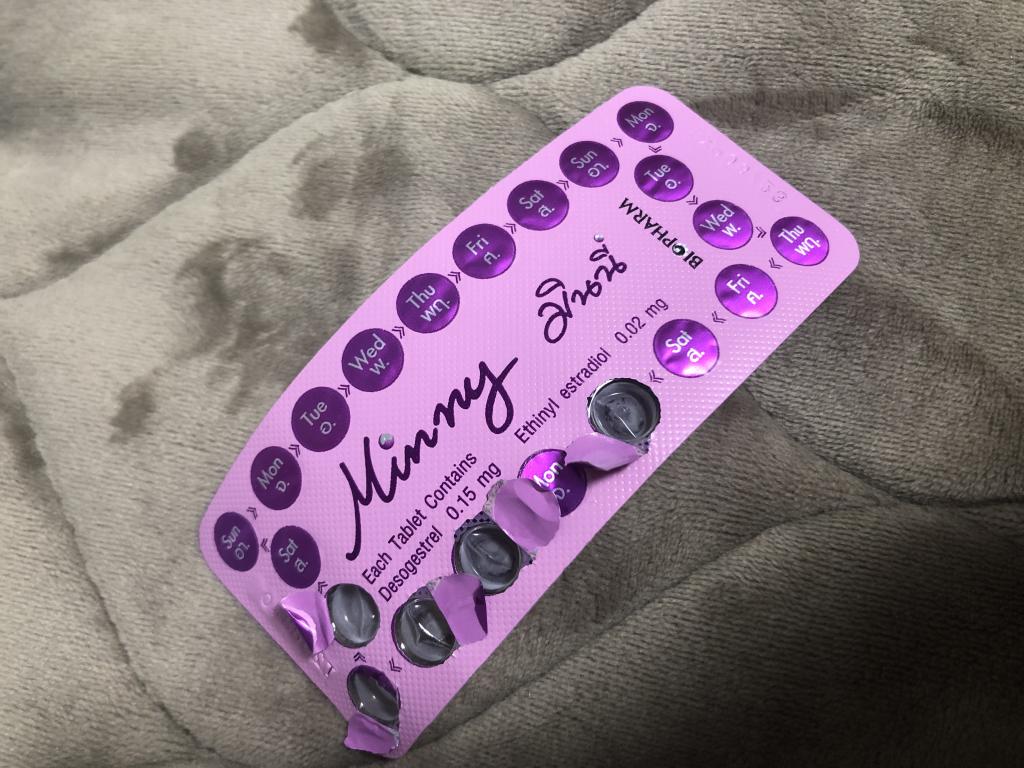 Mon
จ.
Tue
อ.
Wed
พ.
Thu
พฤ.
Fri
ศ.
Sat
ส.
Sun
อา.
Mon
จ.
Tue
อ.
Wed
พ.
Thu
พฤ.
Fri
ศ.
Sat
ส.
Mon
จ.
Sun
อา.
Sat
ส.
BIOPHARM
Minny มินนี่
Each Tablet Contains
Desogestrel 0.15 mg Ethinyl estradiol 0.02 mg